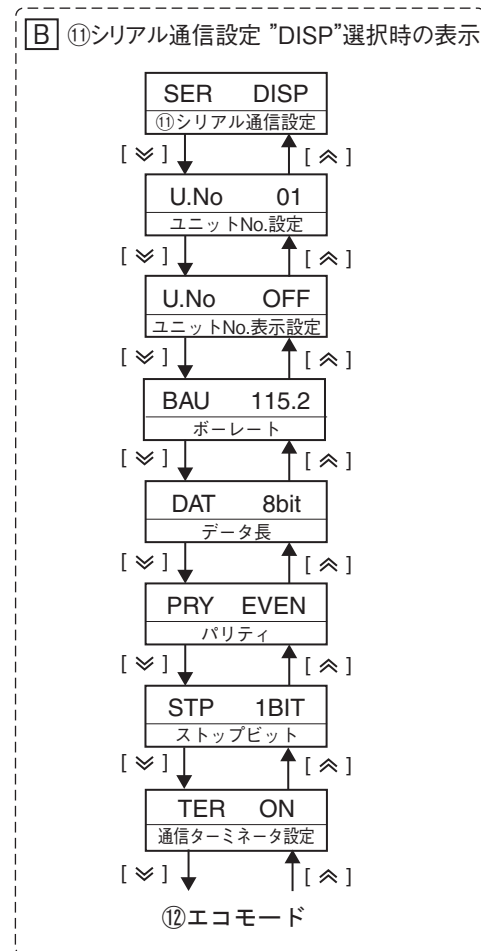 B ⑪シリアル通信設定 ”DISP”選択時の表示
SER DISP
⑪シリアル通信設定
[ ] [ ]
U.No 01
ユニットNo.設定
[ ] [ ]
U.No OFF
ユニットNo.表示設定
[ ] [ ]
BAU 115.2
ボーレート
[ ] [ ]
DAT 8bit
データ長
[ ] [ ]
PRY EVEN
パリティ
[ ] [ ]
STP 1BIT
ストップビット
[ ] [ ]
TER ON
通信ターミネータ設定
[ ] [ ]
⑫エコモード